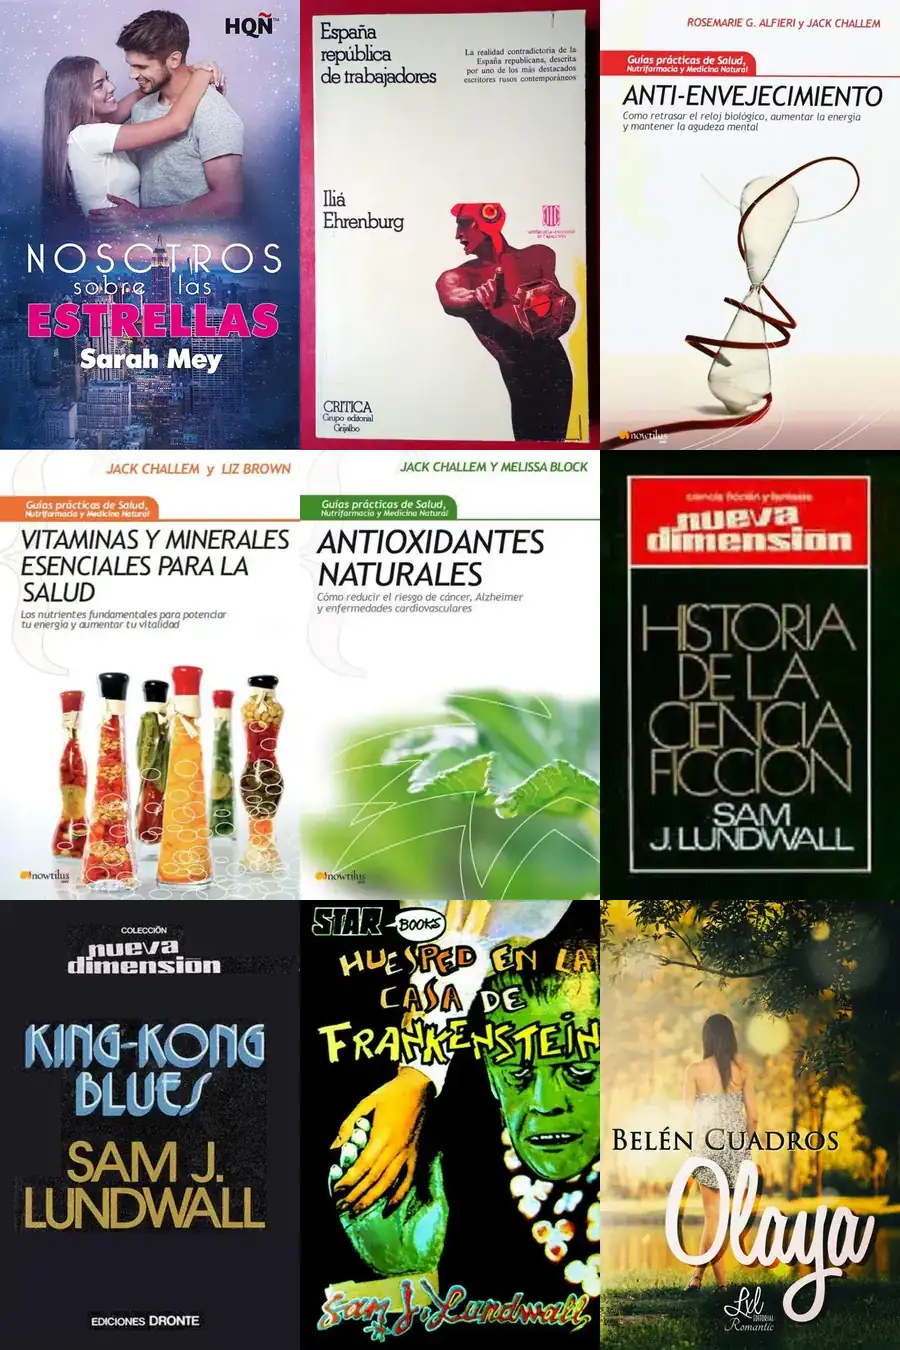 HQÑ
NOSOTROS
sobre las
ESTRELLAS
Sarah Mey
España
república
de trabajadores
La realidad contradictoria de la
España republicana, descrita
por uno de los más destacados
escritores rusos contemporáneos
Iliá
Ehrenburg
CRÍTICA
Grupo editorial
Grijalbo
ROSEMARIE G. ALFIERI y JACK CHALLEM
Guías prácticas de Salud,
Nutrifarmacia y Medicina Natural
ANTI-ENVEJECIMIENTO
Como retrasar el reloj biológico, aumentar la energía
y mantener la agudeza mental
nowtilus
JACK CHALLEM y LIZ BROWN
Guías prácticas de Salud,
Nutrifarmacia y Medicina Natural
VITAMINAS Y MINERALES
ESENCIALES PARA LA
SALUD
Los nutrientes fundamentales para potenciar
tu energía y aumentar tu vitalidad
nowtilus
JACK CHALLEM Y MELISSA BLOCK
Guías prácticas de Salud,
Nutrifarmacia y Medicina Natural
ANTIOXIDANTES
NATURALES
Cómo reducir el riesgo de cáncer, Alzheimer
y enfermedades cardiovasculares
nowtilus
ciencia ficción y fantasía
nueva
dimensión
HISTORIA
DE LA
CIENCIA
FICCIÓN
SAM
J. LUNDWALL
COLECCIÓN
nueva
dimensión
KING-KONG
BLUES
SAM J.
LUNDWALL
EDICIONES DRONTE
STAR BOOKS
HUESPED EN LA
CASA DE
FRANKENSTEIN
Sam J. Lundwall
BELÉN CUADROS
Olaya
LxL
EDITORIAL
Romantic